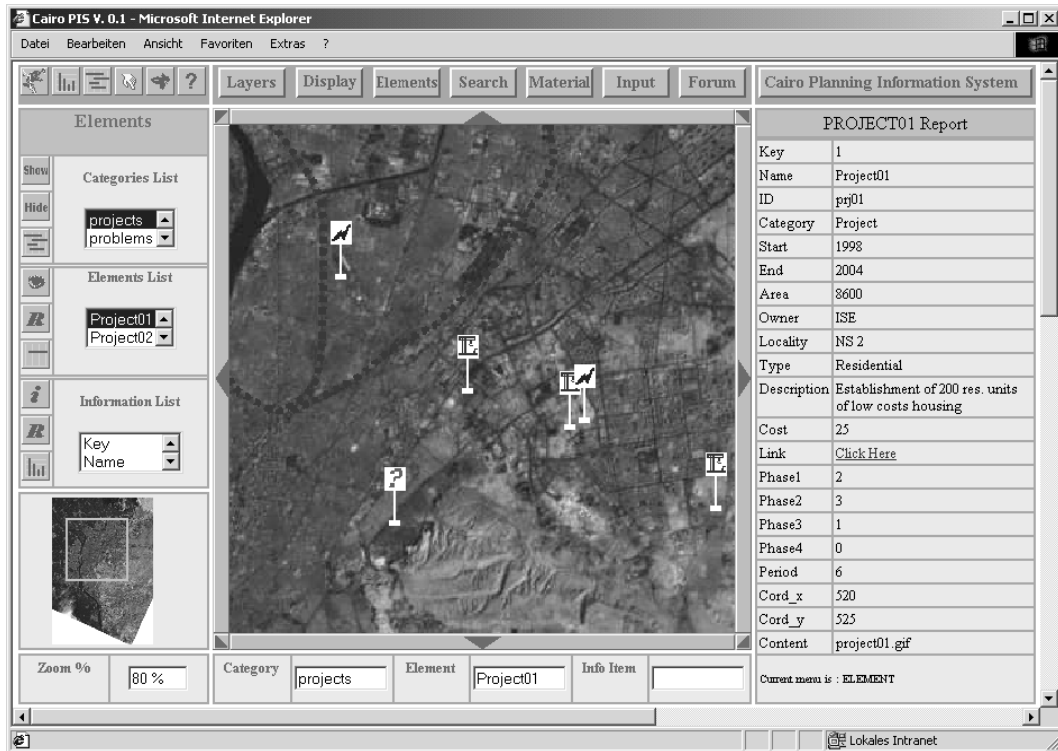 Cairo PIS V. 0.1 - Microsoft Internet Explorer
Datei Bearbeiten Ansicht Favoriten Extras ?
? Layers Display Elements Search Material Input Forum Cairo Planning Information System
Elements
Show
Hide
Categories List
projects
problems
Elements List
R
Project01
Project02
Information List
i
R
Key
Name
?
PROJECT01 Report
Key 1
Name Project01
ID prj01
Category Project
Start 1998
End 2004
Area 8600
Owner ISE
Locality NS 2
Type Residential
Description Establishment of 200 res. units
of low costs housing
Cost 25
Link Click Here
Phase1 2
Phase2 3
Phase3 1
Phase4 0
Period 6
Cord_x 520
Cord_y 525
Content project01.gif
Zoom % 80 % Category projects Element Project01 Info Item
Current menu is : ELEMENT
Lokales Intranet